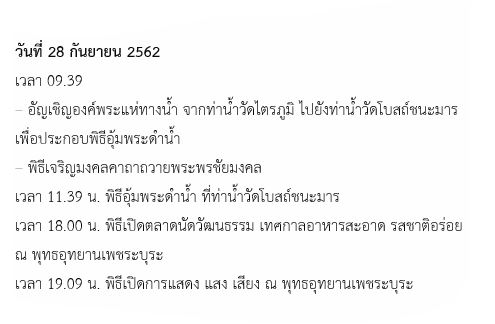 วันที่ 28 กันยายน 2562
เวลา 09.39
– อัญเชิญองค์พระแห่ทางน้ำ จากท่าน้ำวัดไตรภูมิ ไปยังท่าน้ำวัดโบสถ์ชนะมาร
เพื่อประกอบพิธีอุ้มพระดำน้ำ
– พิธีเจริญมงคลคาถาถวายพระพรชัยมงคล
เวลา 11.39 น. พิธีอุ้มพระดำน้ำ ที่ท่าน้ำวัดโบสถ์ชนะมาร
เวลา 18.00 น. พิธีเปิดตลาดนัดวัฒนธรรม เทศกาลอาหารสะอาด รสชาติอร่อย
ณ พุทธอุทยานเพชระบุระ
เวลา 19.09 น. พิธีเปิดการแสดง แสง เสียง ณ พุทธอุทยานเพชระบุระ